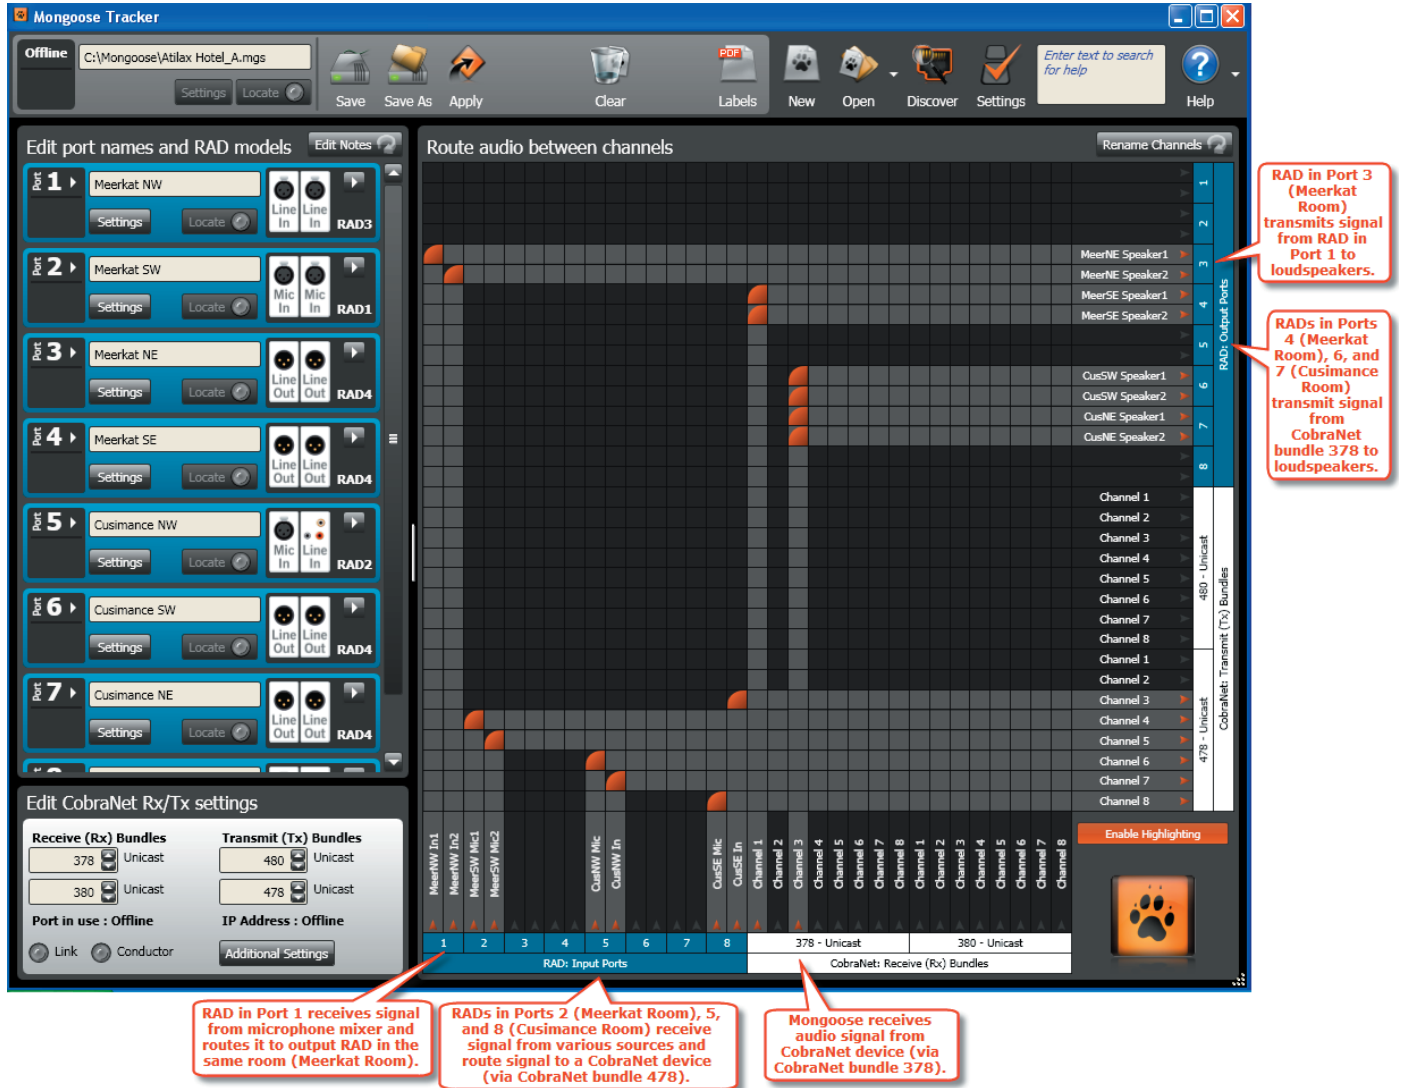 Mongoose Tracker
Offline
C:\Mongoose\Atilax Hotel_A.mgs
Settings
Locate
Save
Save As
Apply
Clear
PDF
Labels
New
Open
Discover
Settings
Enter text to search
for help
?
Help
Edit port names and RAD models
Edit Notes
Port 1
Meerkat NW
Settings
Locate
Line In
Line In
RAD3
Port 2
Meerkat SW
Settings
Locate
Mic In
Mic In
RAD1
Port 3
Meerkat NE
Settings
Locate
Line Out
Line Out
RAD4
Port 4
Meerkat SE
Settings
Locate
Line Out
Line Out
RAD4
Port 5
Cusimance NW
Settings
Locate
Mic In
Line In
RAD2
Port 6
Cusimance SW
Settings
Locate
Line Out
Line Out
RAD4
Port 7
Cusimance NE
Settings
Locate
Line Out
Line Out
RAD4
Edit CobraNet Rx/Tx settings
Receive (Rx) Bundles
378 Unicast
380 Unicast
Transmit (Tx) Bundles
480 Unicast
478 Unicast
Port in use : Offline
IP Address : Offline
Link
Conductor
Additional Settings
Route audio between channels
Rename Channels
MeerNE Speaker1
MeerNE Speaker2
MeerSE Speaker1
MeerSE Speaker2
CusSW Speaker1
CusSW Speaker2
CusNE Speaker1
CusNE Speaker2
Channel 1
Channel 2
Channel 3
Channel 4
Channel 5
Channel 6
Channel 7
Channel 8
Channel 1
Channel 2
Channel 3
Channel 4
Channel 5
Channel 6
Channel 7
Channel 8
1
2
3
4
5
6
7
8
480 - Unicast
478 - Unicast
RAD: Output Ports
CobraNet: Transmit (Tx) Bundles
MeerNW In1
MeerNW In2
MeerSW Mic1
MeerSW Mic2
CusNW Mic
CusNW In
CusSE Mic
CusSE In
Channel 1
Channel 2
Channel 3
Channel 4
Channel 5
Channel 6
Channel 7
Channel 8
Channel 1
Channel 2
Channel 3
Channel 4
Channel 5
Channel 6
Channel 7
Channel 8
1 2 3 4 5 6 7 8
378 - Unicast
380 - Unicast
RAD: Input Ports
CobraNet: Receive (Rx) Bundles
Enable Highlighting
RAD in Port 3
(Meerkat
Room)
transmits signal
from RAD in
Port 1 to
loudspeakers.
RADs in Ports
4 (Meerkat
Room), 6, and
7 (Cusimance
Room)
transmit signal
from
CobraNet
bundle 378 to
loudspeakers.
RAD in Port 1 receives signal
from microphone mixer and
routes it to output RAD in the
same room (Meerkat Room).
RADs in Ports 2 (Meerkat Room), 5,
and 8 (Cusimance Room) receive
signal from various sources and
route signal to a CobraNet device
(via CobraNet bundle 478).
Mongoose receives
audio signal from
CobraNet device (via
CobraNet bundle 378).